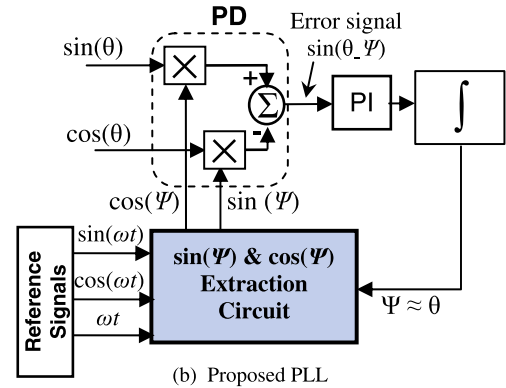 PD
sin(θ)
Error signal
sin(θ_Ψ)
×
+
Σ
-
PI
∫
cos(θ)
×
cos(Ψ)
sin (Ψ)
Reference
Signals
sin(ωt)
cos(ωt)
ωt
sin(Ψ) & cos(Ψ)
Extraction
Circuit
Ψ ≈ θ
(b) Proposed PLL